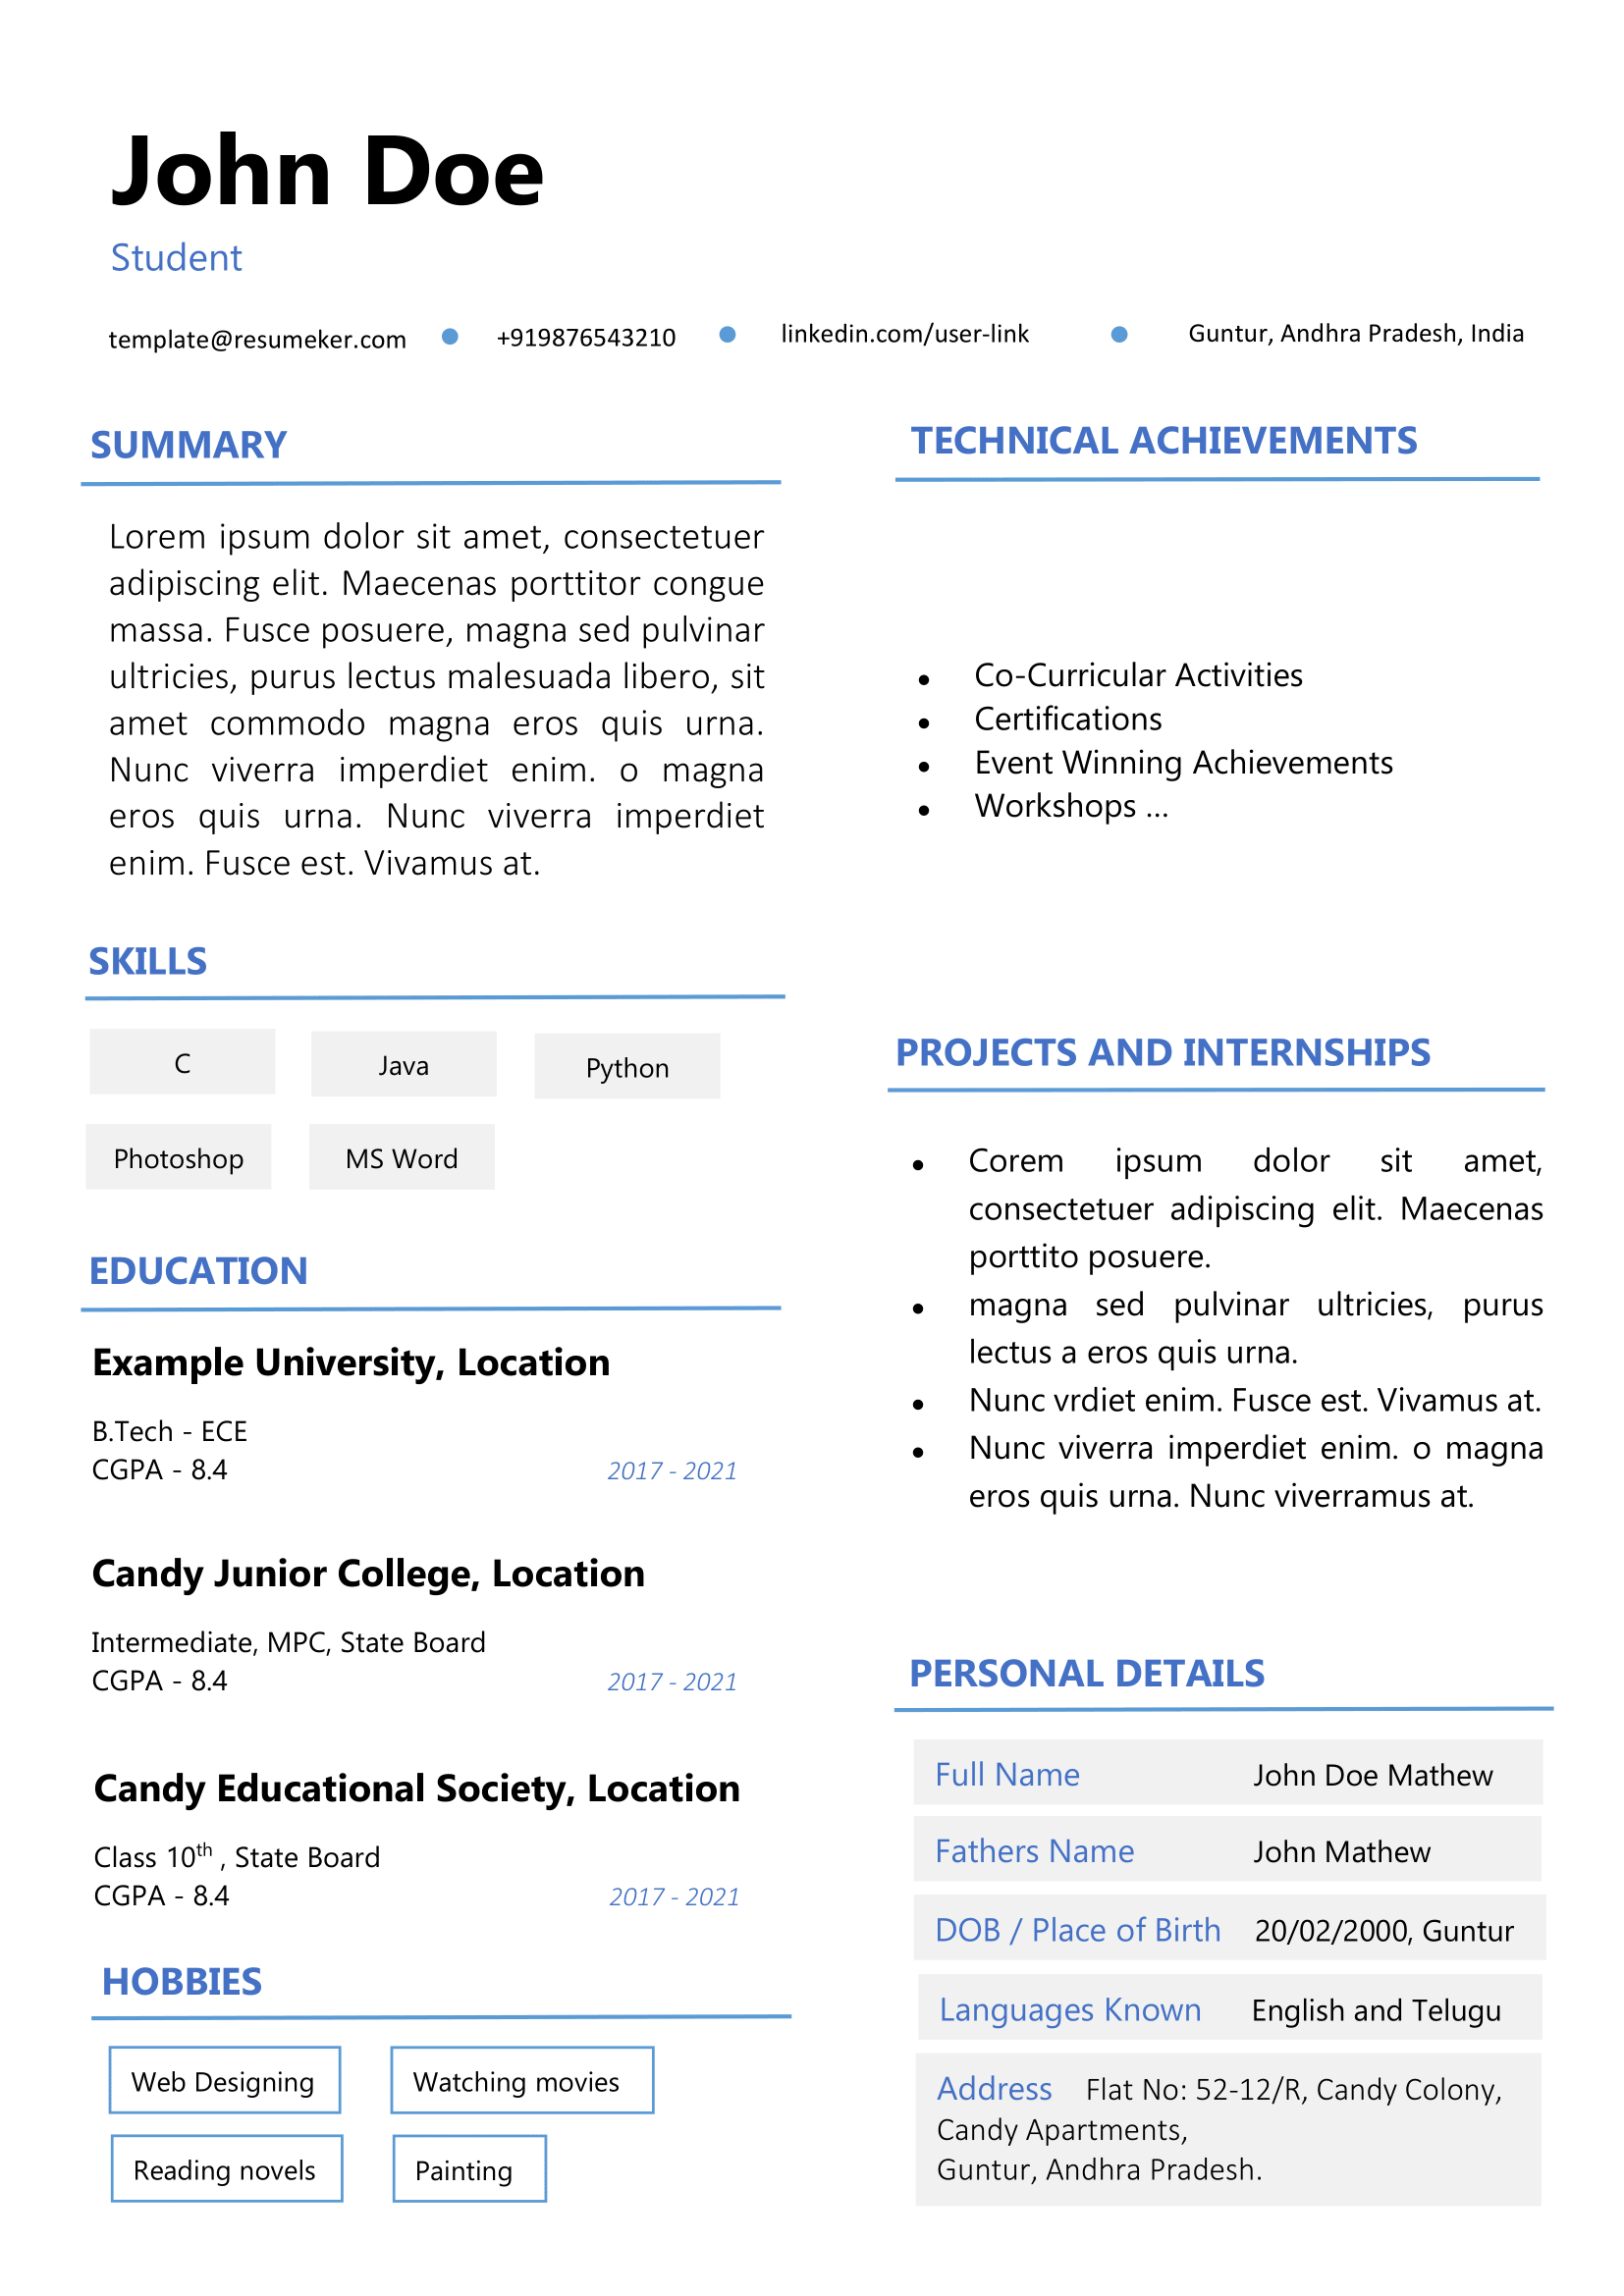 John Doe
Student
template@resumeker.com ● +919876543210 ● linkedin.com/user-link ● Guntur, Andhra Pradesh, India
SUMMARY
Lorem ipsum dolor sit amet, consectetuer
adipiscing elit. Maecenas porttitor congue
massa. Fusce posuere, magna sed pulvinar
ultricies, purus lectus malesuada libero, sit
amet commodo magna eros quis urna.
Nunc viverra imperdiet enim. o magna
eros quis urna. Nunc viverra imperdiet
enim. Fusce est. Vivamus at.
SKILLS
C Java Python
Photoshop MS Word
EDUCATION
Example University, Location
B.Tech - ECE
CGPA - 8.4 2017 - 2021
Candy Junior College, Location
Intermediate, MPC, State Board
CGPA - 8.4 2017 - 2021
Candy Educational Society, Location
Class 10th , State Board
CGPA - 8.4 2017 - 2021
HOBBIES
Web Designing Watching movies
Reading novels Painting
TECHNICAL ACHIEVEMENTS
• Co-Curricular Activities
• Certifications
• Event Winning Achievements
• Workshops ...
PROJECTS AND INTERNSHIPS
• Corem ipsum dolor sit amet,
consectetuer adipiscing elit. Maecenas
porttito posuere.
• magna sed pulvinar ultricies, purus
lectus a eros quis urna.
• Nunc vrdiet enim. Fusce est. Vivamus at.
• Nunc viverra imperdiet enim. o magna
eros quis urna. Nunc viverramus at.
PERSONAL DETAILS
Full Name John Doe Mathew
Fathers Name John Mathew
DOB / Place of Birth 20/02/2000, Guntur
Languages Known English and Telugu
Address Flat No: 52-12/R, Candy Colony,
Candy Apartments,
Guntur, Andhra Pradesh.